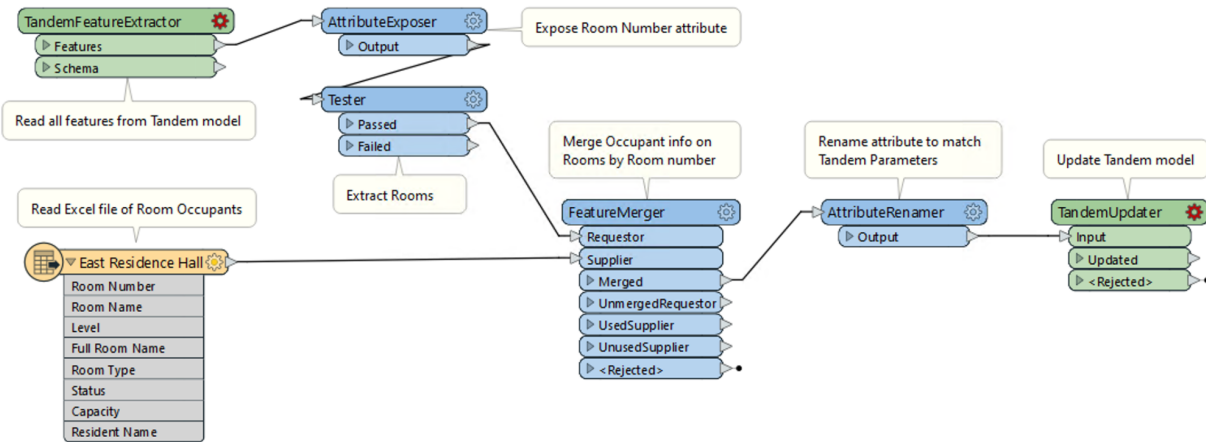 TandemFeatureExtractor
Features
Schema
Read all features from Tandem model
AttributeExposer
Output
Expose Room Number attribute
Tester
Passed
Failed
Extract Rooms
Read Excel file of Room Occupants
East Residence Hall
Room Number
Room Name
Level
Full Room Name
Room Type
Status
Capacity
Resident Name
Merge Occupant info on
Rooms by Room number
FeatureMerger
Requestor
Supplier
Merged
UnmergedRequestor
UsedSupplier
UnusedSupplier
<Rejected>
Rename attribute to match
Tandem Parameters
AttributeRenamer
Output
Update Tandem model
TandemUpdater
Input
Updated
<Rejected>